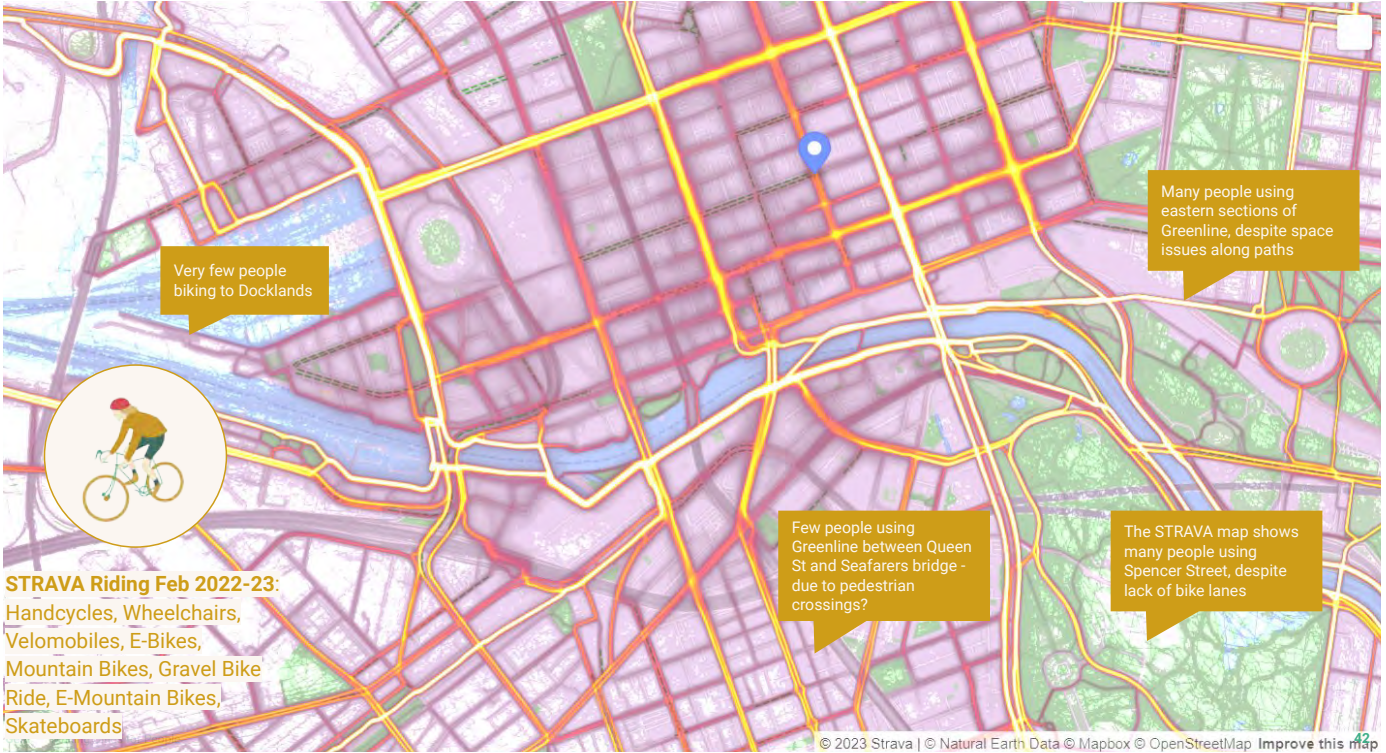 Very few people
biking to Docklands
Many people using
eastern sections of
Greenline, despite space
issues along paths
Few people using
Greenline between Queen
St and Seafarers bridge -
due to pedestrian
crossings?
The STRAVA map shows
many people using
Spencer Street, despite
lack of bike lanes
STRAVA Riding Feb 2022-23:
Handcycles, Wheelchairs,
Velomobiles, E-Bikes,
Mountain Bikes, Gravel Bike
Ride, E-Mountain Bikes,
Skateboards
42
© 2023 Strava | © Natural Earth Data © Mapbox © OpenStreetMap Improve this map